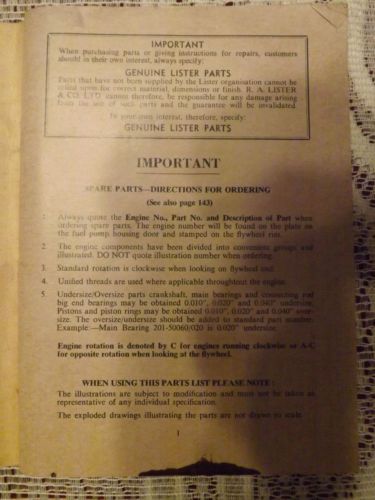 IMPORTANT
When purchasing parts or giving instructions for repairs, customers
should in their own interest, always specify:
GENUINE LISTER PARTS
Parts that have not been supplied by the Lister organisation cannot be
relied upon for correct material, dimensions or finish. R. A. LISTER
& CO. LTD. cannot therefore, be responsible for any damage arising
from the use of such parts and the guarantee will be invalidated.
In your own interest, therefore, specify:
GENUINE LISTER PARTS
IMPORTANT
SPARE PARTS—DIRECTIONS FOR ORDERING
(See also page 143)
1. Always quote the Engine No., Part No. and Description of Part when
ordering spare parts. The engine number will be found on the plate on
the fuel pump housing door and stamped on the flywheel rim.
2. The engine components have been divided into convenient groups and
illustrated. DO NOT quote illustration number when ordering.
3. Standard rotation is clockwise when looking on flywheel end.
4. Unified threads are used where applicable throughout the engine.
5. Undersize/Oversize parts crankshaft, main bearings and connecting rod
big end bearings may be obtained 0.010", 0.020" and 0.040" undersize.
Pistons and piston rings may be obtained 0.010", 0.020" and 0.040" over-
size. The oversize/undersize should be added to standard part number.
Example:—Main Bearing 201-50060/020 is 0.020" undersize.
Engine rotation is denoted by C for engines running clockwise or A-C
for opposite rotation when looking at the flywheel.
WHEN USING THIS PARTS LIST PLEASE NOTE :
The illustrations are subject to modification and must not be taken as
representative of any individual specification.
The exploded drawings illustrating the parts are not drawn to scale.
1